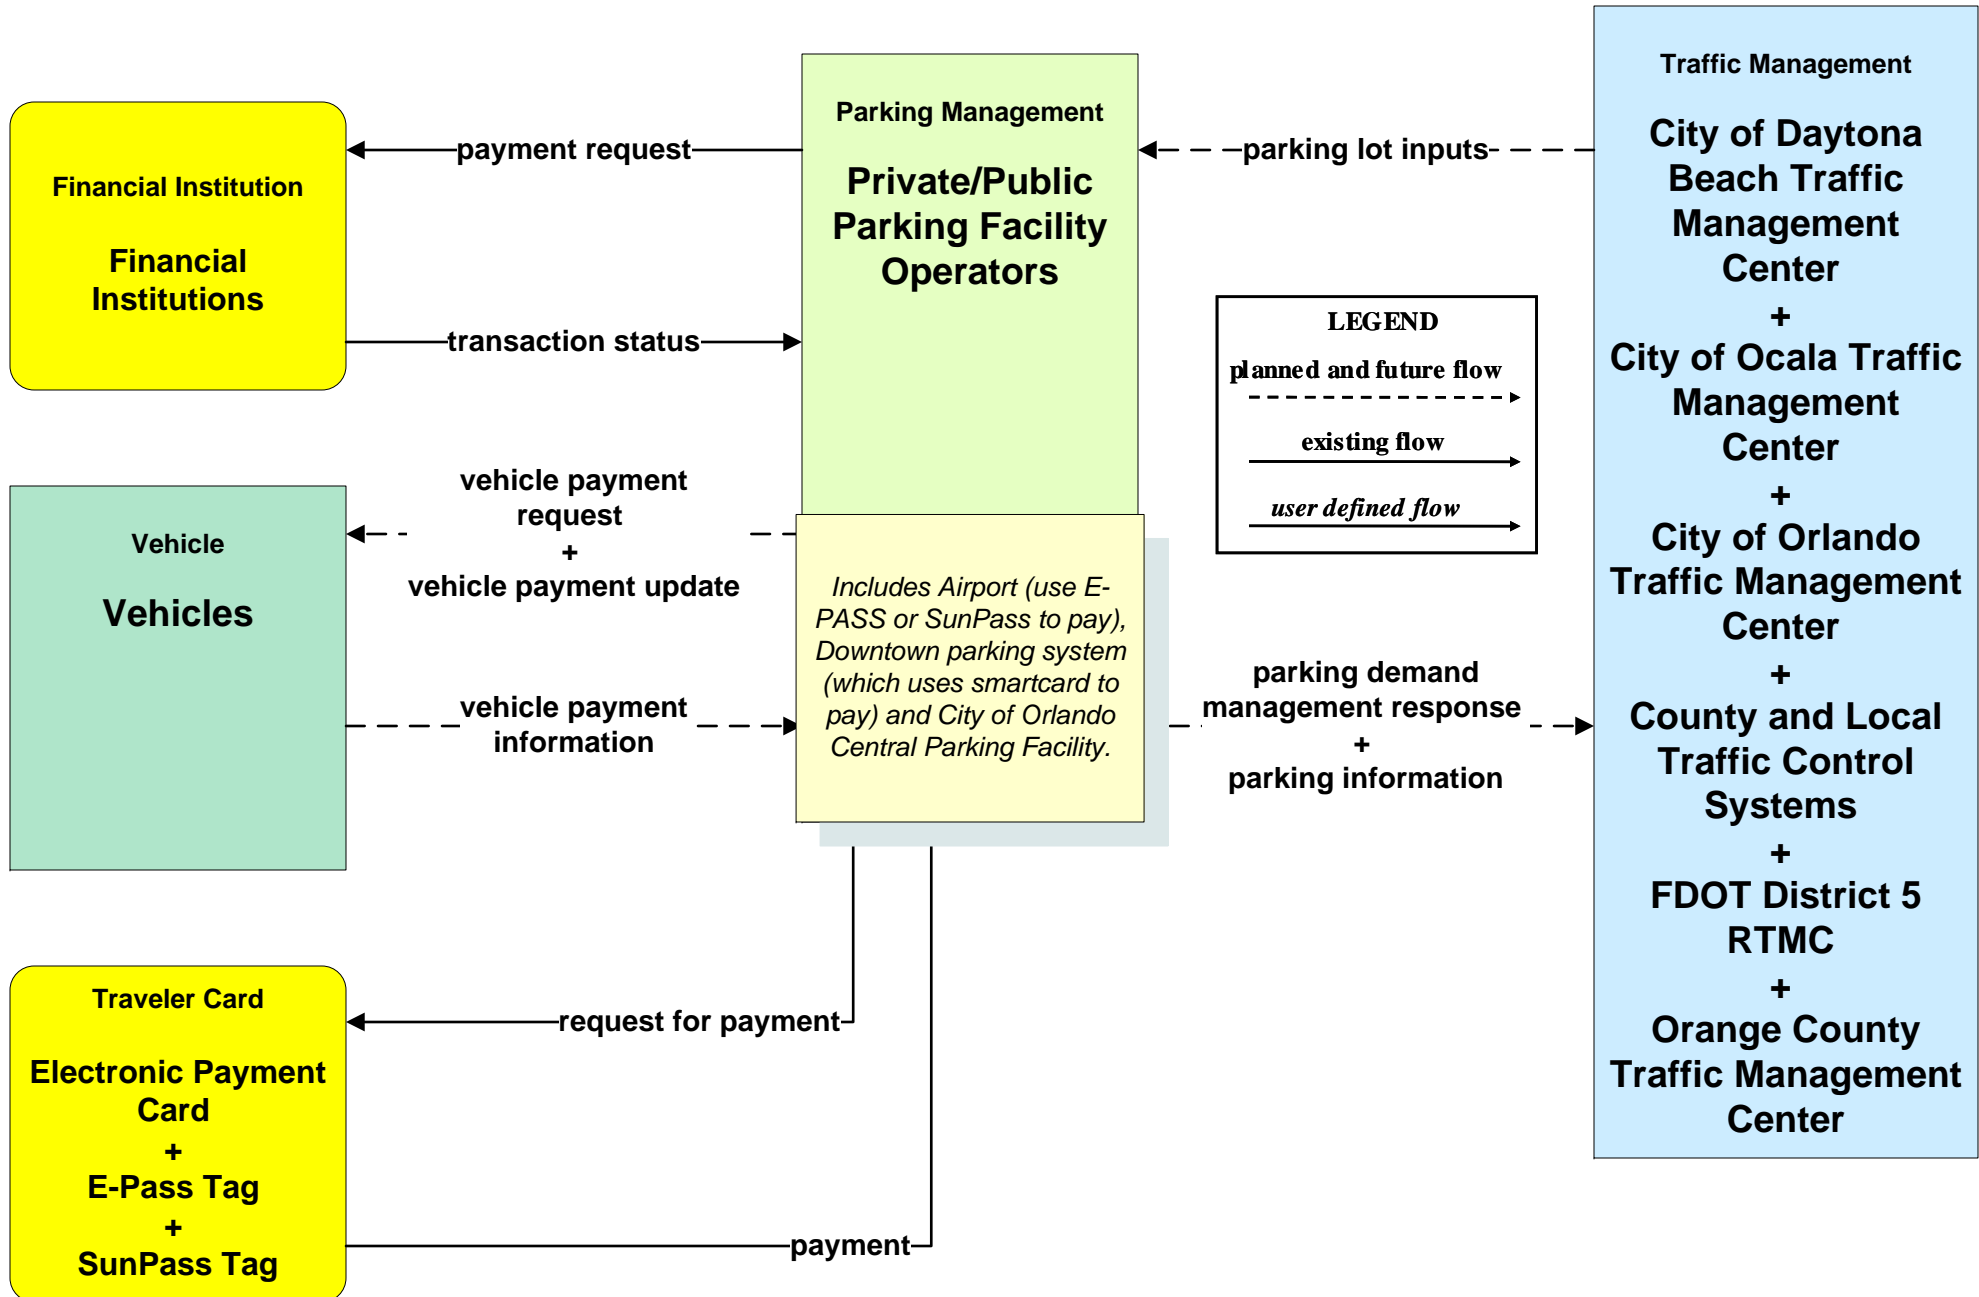 Financial Institution
Financial
Institutions
payment request
transaction status
Parking Management
Private/Public
Parking Facility
Operators
parking lot inputs
LEGEND
planned and future flow
existing flow
user defined flow
Traffic Management
City of Daytona
Beach Traffic
Management
Center
+
City of Ocala Traffic
Management
Center
+
City of Orlando
Traffic Management
Center
+
County and Local
Traffic Control
Systems
+
FDOT District 5
RTMC
+
Orange County
Traffic Management
Center
Vehicle
Vehicles
vehicle payment
request
+
vehicle payment update
vehicle payment
information
Includes Airport (use E-
PASS or SunPass to pay),
Downtown parking system
(which uses smartcard to
pay) and City of Orlando
Central Parking Facility.
parking demand
management response
+
parking information
Traveler Card
Electronic Payment
Card
+
E-Pass Tag
+
SunPass Tag
request for payment
payment